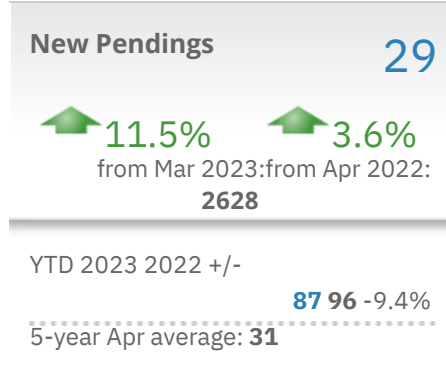 New Pendings 29
11.5% 3.6%
from Mar 2023:from Apr 2022:
2628
YTD 2023 2022 +/-
87 96 -9.4%
5-year Apr average: 31